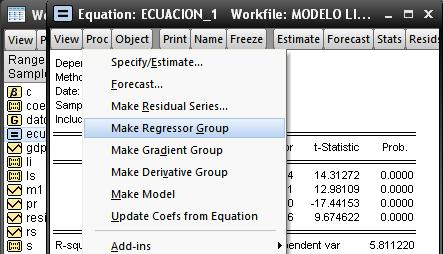 W
Equation: ECUACION_1 Workfile: MODELO LI...
View
P
View Proc Object Print Name Freeze Estimate Forecast Stats Resids
Range
Sample
c
coe
dato
ecu
gdp
li
ls
m1
pr
resi
rs
s
Specify/Estimate...
Forecast...
Make Residual Series...
Make Regressor Group
Make Gradient Group
Make Derivative Group
Make Model
Update Coefs from Equation
Add-ins
Depe
Metho
Date:
Samp
Includ
or t-Statistic Prob.
4 14.31272 0.0000
1 12.98109 0.0000
0 -17.44153 0.0000
6 9.674622 0.0000
R-squ
pendent var 5.811220